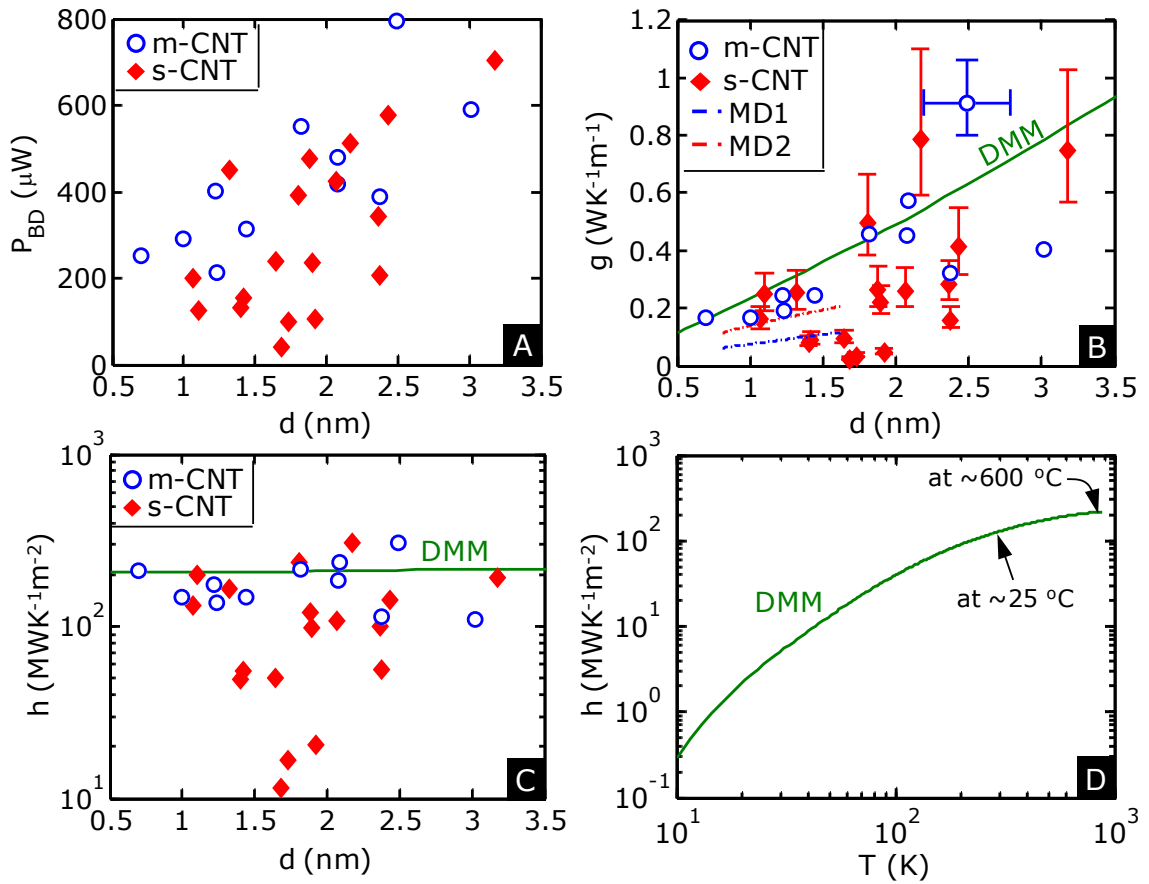 800
600
400
200
0
P_BD (μW)
m-CNT
s-CNT
A
0.5 1 1.5 2 2.5 3 3.5
d (nm)
1.2
1
0.8
0.6
0.4
0.2
0
g (WK⁻¹m⁻¹)
m-CNT
s-CNT
MD1
MD2
DMM
B
0.5 1 1.5 2 2.5 3 3.5
d (nm)
10³
10²
10¹
h (MWK⁻¹m⁻²)
m-CNT
s-CNT
DMM
C
0.5 1 1.5 2 2.5 3 3.5
d (nm)
10³
10²
10¹
10⁰
10⁻¹
h (MWK⁻¹m⁻²)
at ~600 °C
DMM
at ~25 °C
D
10¹ 10² 10³
T (K)